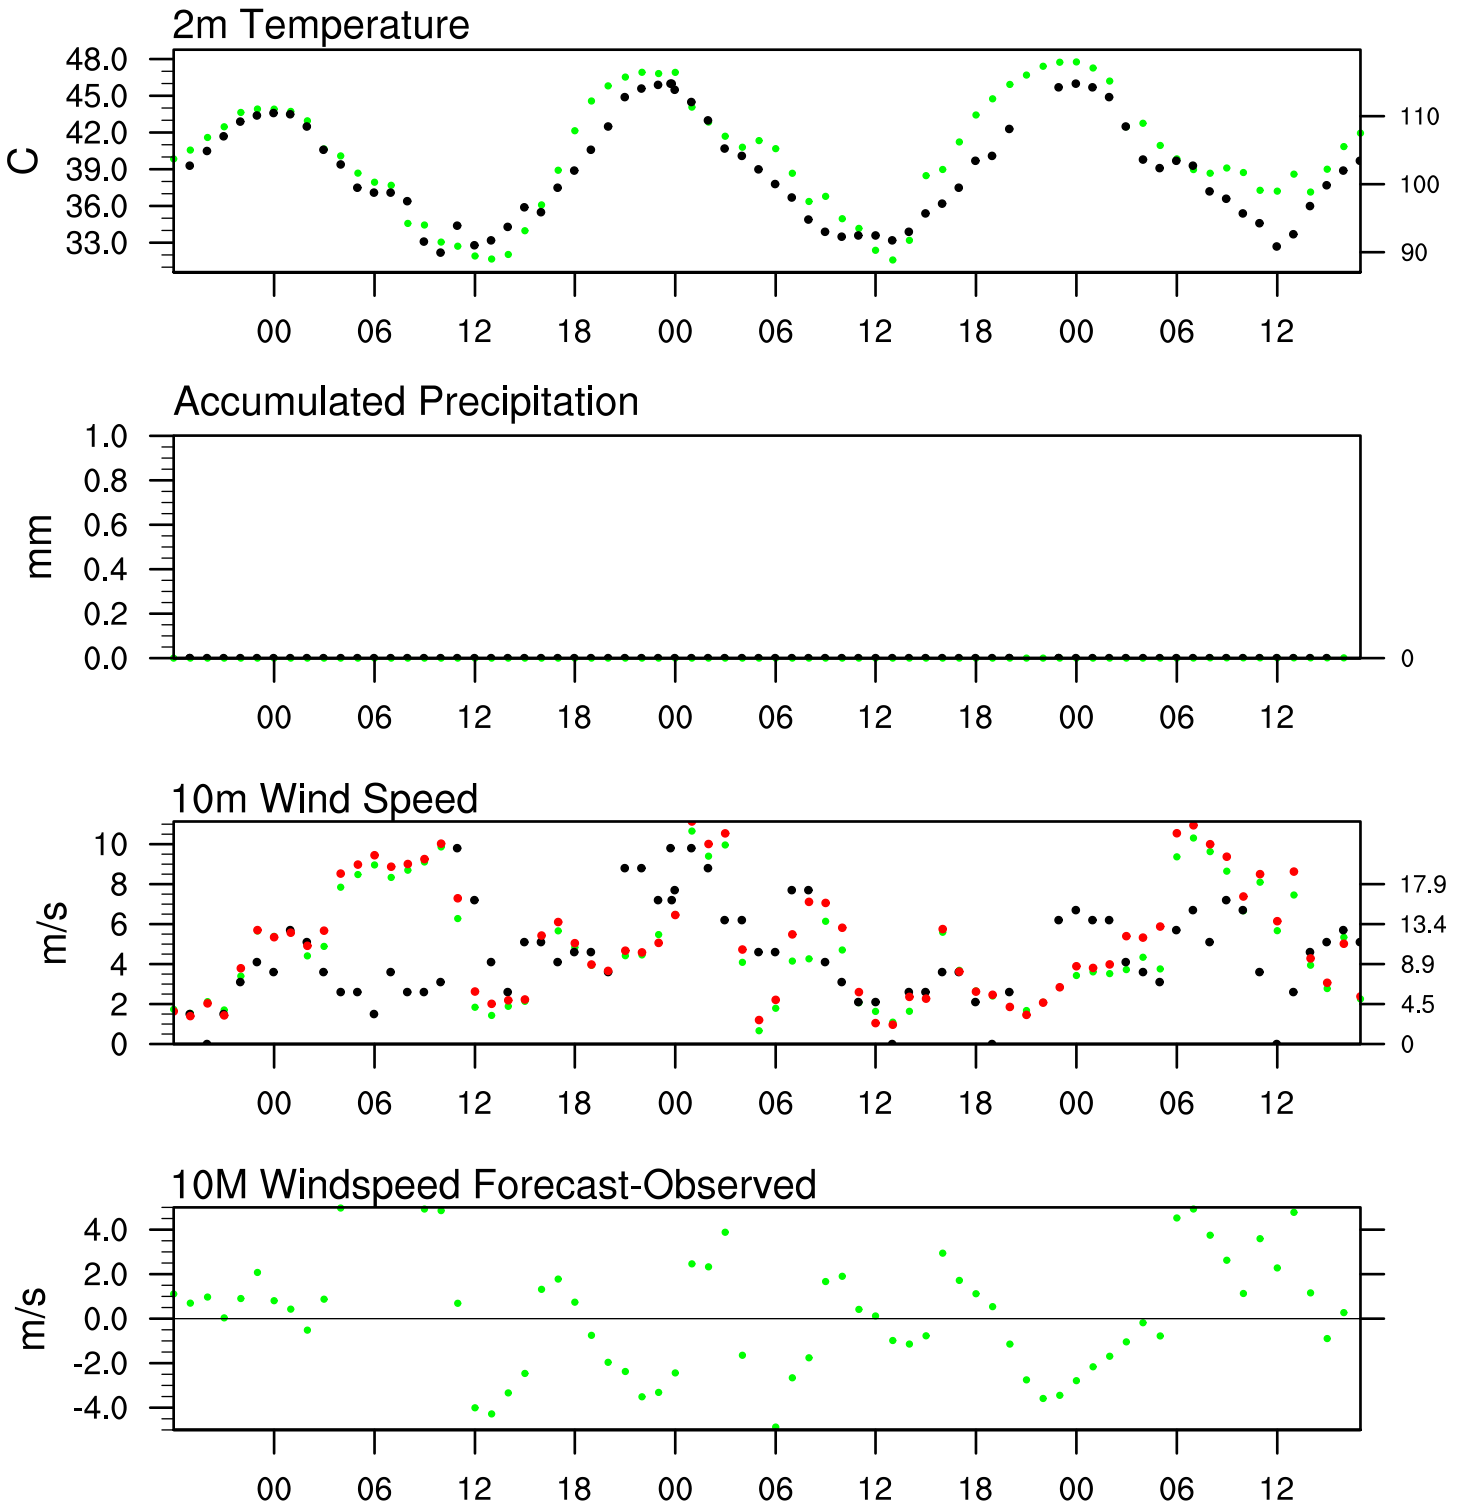 2m Temperature
48.0
45.0
42.0
39.0
36.0
33.0
C
110
100
90
00 06 12 18 00 06 12 18 00 06 12
Accumulated Precipitation
1.0
0.8
0.6
0.4
0.2
0.0
mm
0
00 06 12 18 00 06 12 18 00 06 12
10m Wind Speed
10
8
6
4
2
0
m/s
17.9
13.4
8.9
4.5
0
00 06 12 18 00 06 12 18 00 06 12
10M Windspeed Forecast-Observed
4.0
2.0
0.0
-2.0
-4.0
m/s
00 06 12 18 00 06 12 18 00 06 12